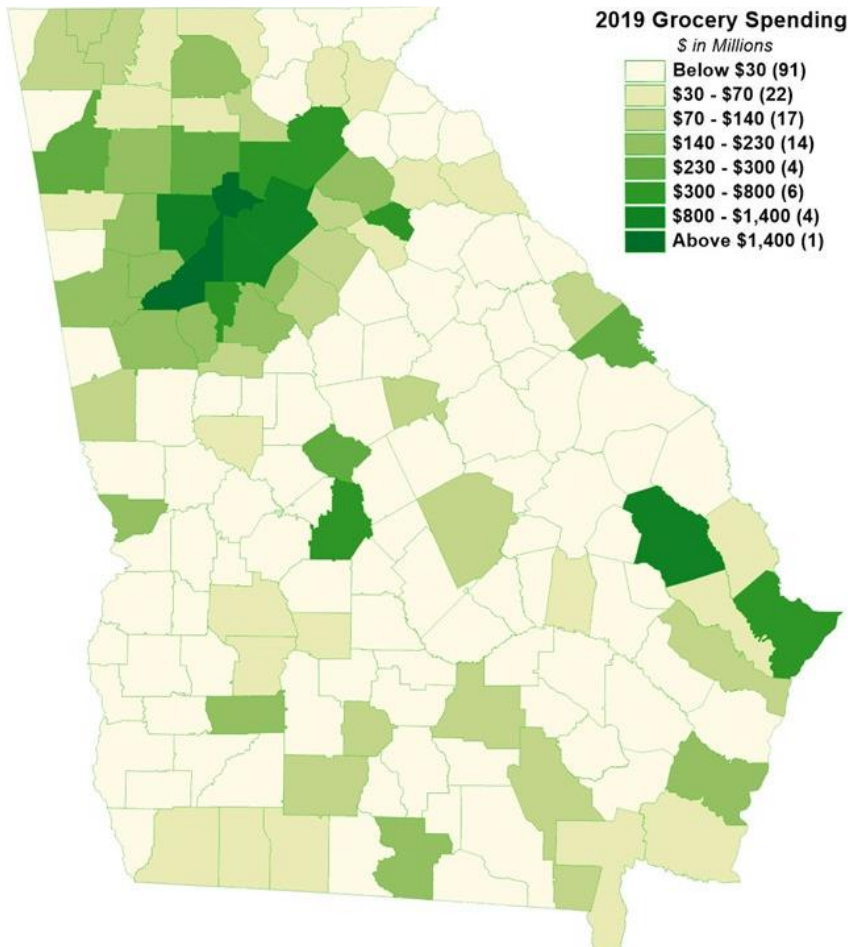 2019 Grocery Spending
$ in Millions
Below $30 (91)
$30 - $70 (22)
$70 - $140 (17)
$140 - $230 (14)
$230 - $300 (4)
$300 - $800 (6)
$800 - $1,400 (4)
Above $1,400 (1)